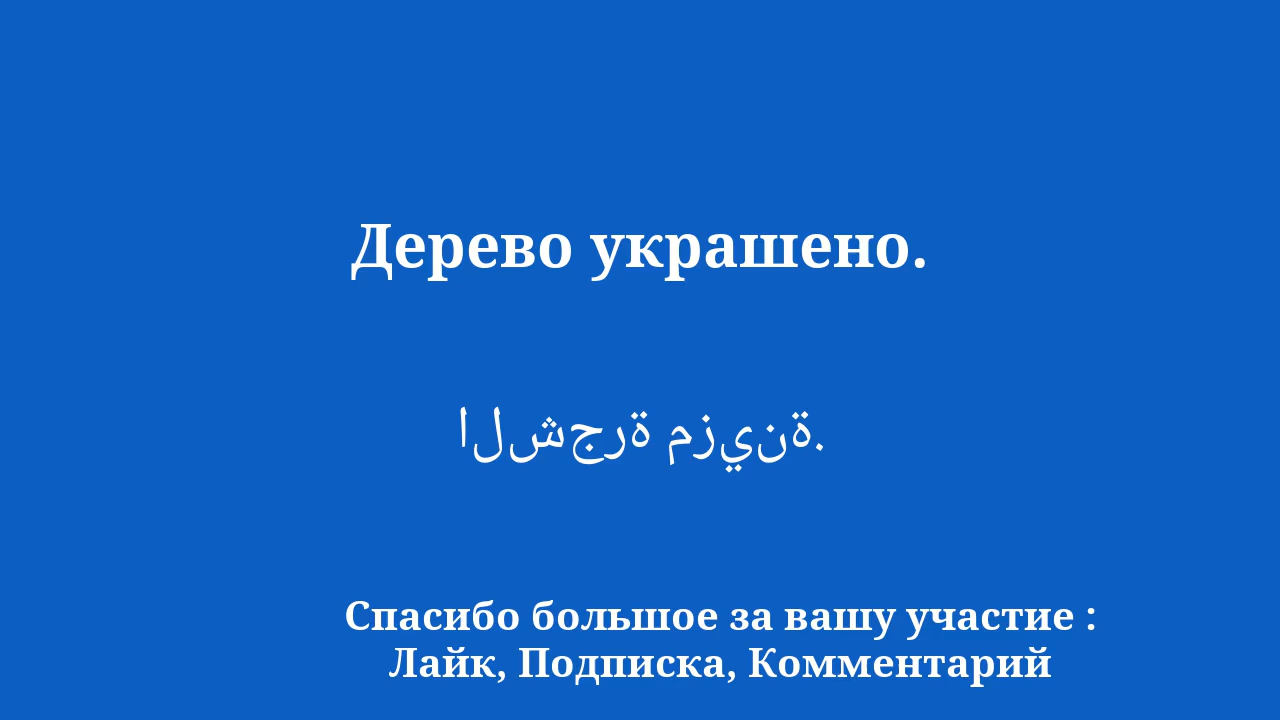 Дерево украшено.
الشجرة مزينة.
Спасибо большое за вашу участие :
Лайк, Подписка, Комментарий